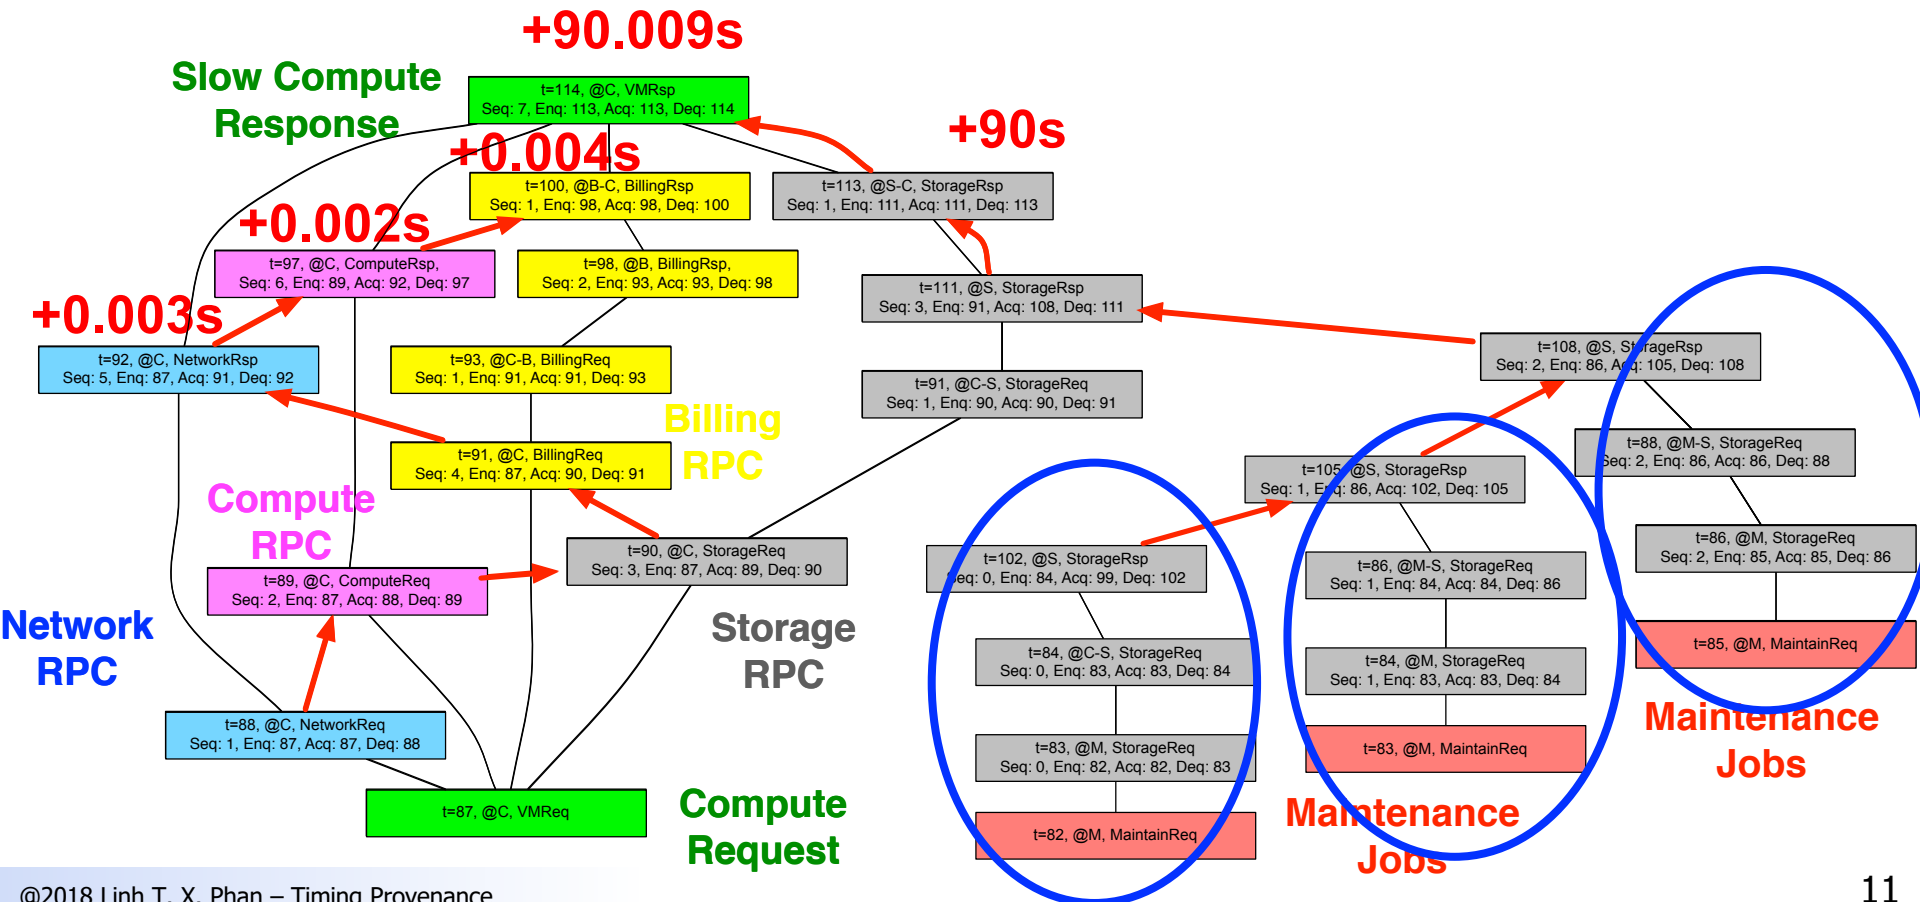 +90.009s
Slow Compute
Response
t=114, @C, VMRsp
Seq: 7, Enq: 113, Acq: 113, Deq: 114
+90s
+0.004s
t=100, @B-C, BillingRsp
Seq: 1, Enq: 98, Acq: 98, Deq: 100
t=113, @S-C, StorageRsp
Seq: 1, Enq: 111, Acq: 111, Deq: 113
+0.002s
t=97, @C, ComputeRsp,
Seq: 6, Enq: 89, Acq: 92, Deq: 97
t=98, @B, BillingRsp,
Seq: 2, Enq: 93, Acq: 93, Deq: 98
t=111, @S, StorageRsp
Seq: 3, Enq: 91, Acq: 108, Deq: 111
+0.003s
t=92, @C, NetworkRsp
Seq: 5, Enq: 87, Acq: 91, Deq: 92
t=93, @C-B, BillingReq
Seq: 1, Enq: 91, Acq: 91, Deq: 93
t=91, @C-S, StorageReq
Seq: 1, Enq: 90, Acq: 90, Deq: 91
t=108, @S, StorageRsp
Seq: 2, Enq: 86, Acq: 105, Deq: 108
Billing
RPC
t=91, @C, BillingReq
Seq: 4, Enq: 87, Acq: 90, Deq: 91
t=88, @M-S, StorageReq
Seq: 2, Enq: 86, Acq: 86, Deq: 88
t=105, @S, StorageRsp
Seq: 1, Enq: 86, Acq: 102, Deq: 105
Compute
RPC
t=90, @C, StorageReq
Seq: 3, Enq: 87, Acq: 89, Deq: 90
t=102, @S, StorageRsp
Seq: 0, Enq: 84, Acq: 99, Deq: 102
t=86, @M-S, StorageReq
Seq: 1, Enq: 84, Acq: 84, Deq: 86
t=86, @M, StorageReq
Seq: 2, Enq: 85, Acq: 85, Deq: 86
t=89, @C, ComputeReq
Seq: 2, Enq: 87, Acq: 88, Deq: 89
Network
RPC
Storage
RPC
t=84, @C-S, StorageReq
Seq: 0, Enq: 83, Acq: 83, Deq: 84
t=84, @M, StorageReq
Seq: 1, Enq: 83, Acq: 83, Deq: 84
t=85, @M, MaintainReq
t=88, @C, NetworkReq
Seq: 1, Enq: 87, Acq: 87, Deq: 88
t=83, @M, StorageReq
Seq: 0, Enq: 82, Acq: 82, Deq: 83
t=83, @M, MaintainReq
Maintenance
Jobs
t=87, @C, VMReq
Compute
Request
t=82, @M, MaintainReq
Maintenance
Jobs
@2018 Linh T. X. Phan – Timing Provenance
11